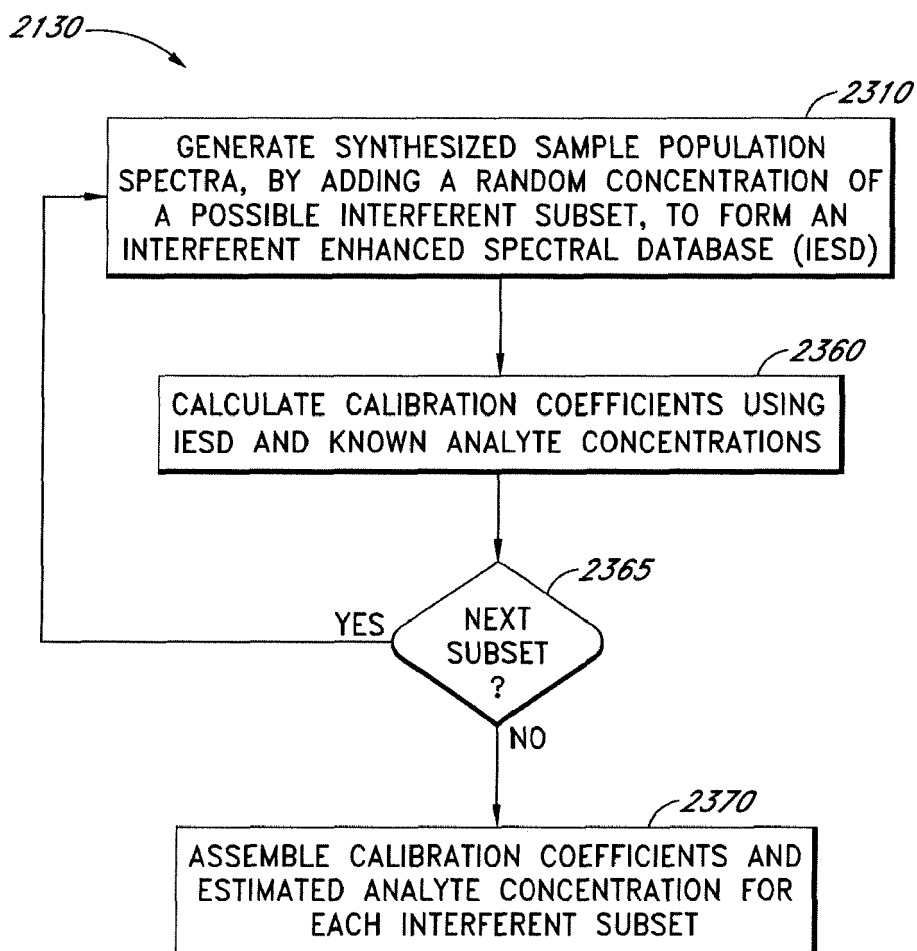 2130
2310
GENERATE SYNTHESIZED SAMPLE POPULATION
SPECTRA, BY ADDING A RANDOM CONCENTRATION OF
A POSSIBLE INTERFERENT SUBSET, TO FORM AN
INTERFERENT ENHANCED SPECTRAL DATABASE (IESD)
2360
CALCULATE CALIBRATION COEFFICIENTS USING
IESD AND KNOWN ANALYTE CONCENTRATIONS
2365
YES
NEXT
SUBSET
?
NO
2370
ASSEMBLE CALIBRATION COEFFICIENTS AND
ESTIMATED ANALYTE CONCENTRATION FOR
EACH INTERFERENT SUBSET